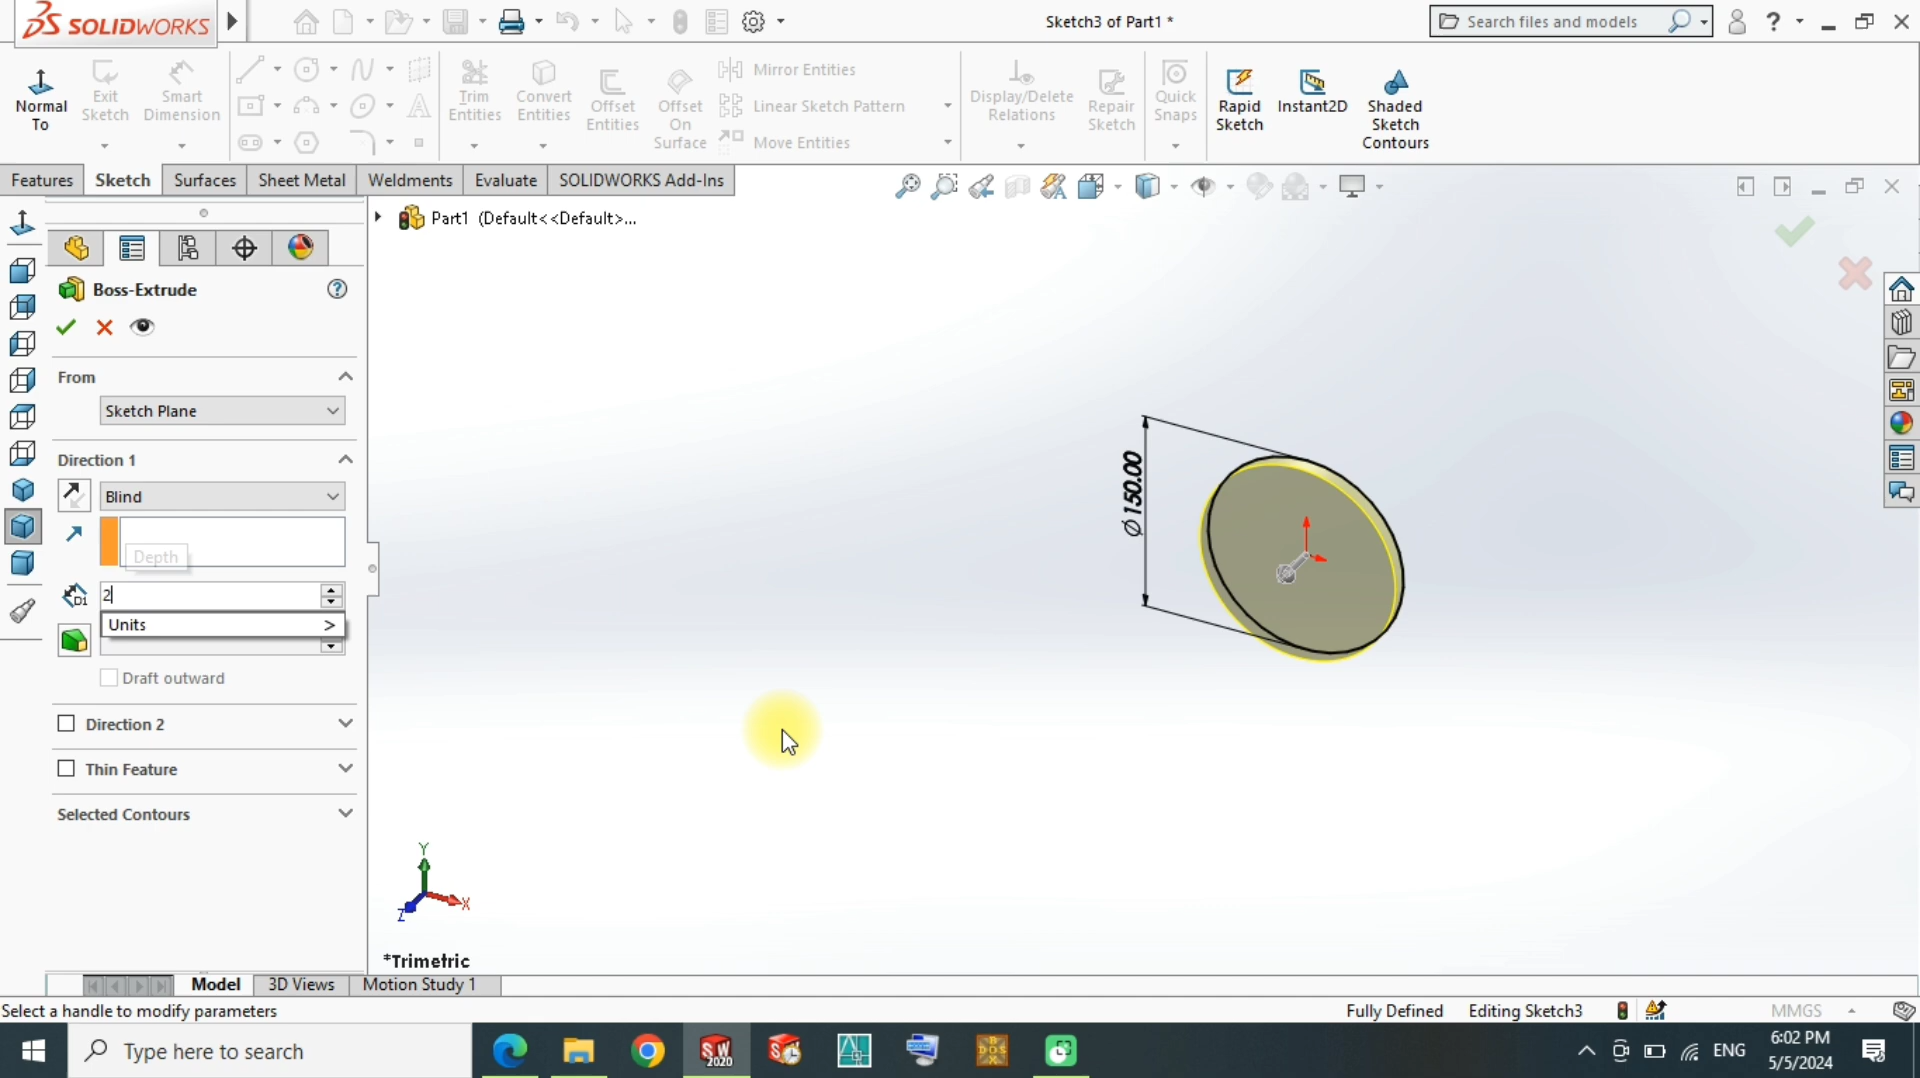 SOLIDWORKS
Sketch3 of Part1 *
Search files and models
Normal To
Exit Sketch
Smart Dimension
Trim Entities
Convert Entities
Offset Entities
Offset On Surface
Mirror Entities
Linear Sketch Pattern
Move Entities
Display/Delete Relations
Repair Sketch
Quick Snaps
Rapid Sketch
Instant2D
Shaded Sketch Contours
Features
Sketch
Surfaces
Sheet Metal
Weldments
Evaluate
SOLIDWORKS Add-Ins
Part1 (Default<<Default>...
Boss-Extrude
From
Sketch Plane
Direction 1
Blind
Depth
D1
2
Units >
Draft outward
Direction 2
Thin Feature
Selected Contours
Ø150.00
Y
X
Z
*Trimetric
Model
3D Views
Motion Study 1
Select a handle to modify parameters
Fully Defined
Editing Sketch3
MMGS
Type here to search
SW 2020
ENG
6:02 PM
5/5/2024